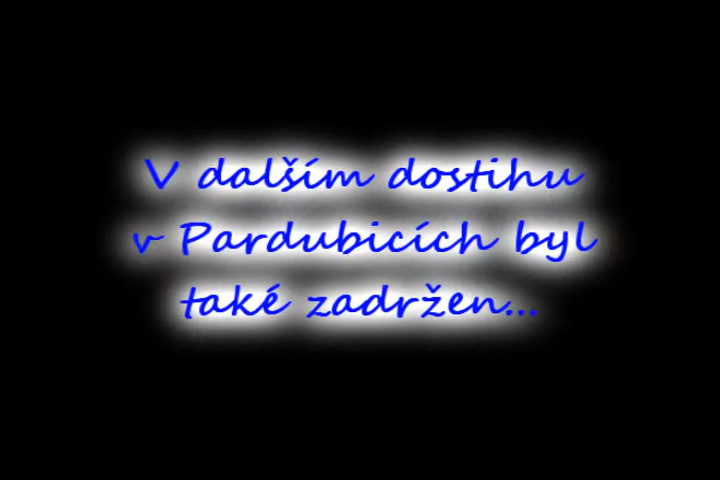 V dalším dostihu
v Pardubicích byl
také zadržen...